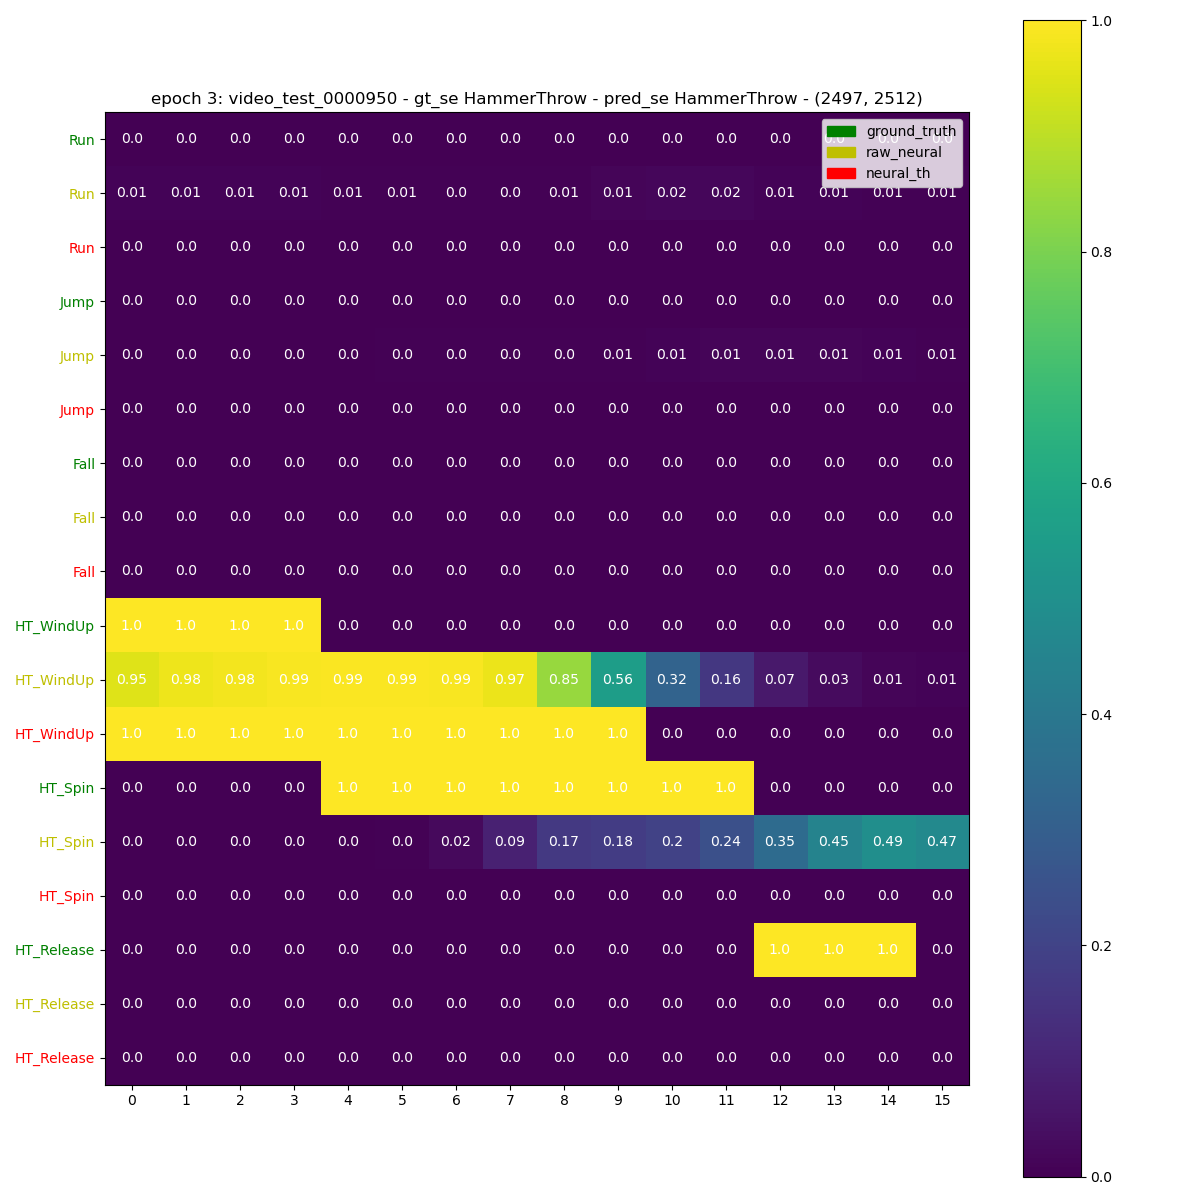 epoch 3: video_test_0000950 - gt_se HammerThrow - pred_se HammerThrow - (2497, 2512)
ground_truth
raw_neural
neural_th
Run 0.0 0.0 0.0 0.0 0.0 0.0 0.0 0.0 0.0 0.0 0.0 0.0 0.0 0.0 0.0 0.0
Run 0.01 0.01 0.01 0.01 0.01 0.01 0.0 0.0 0.01 0.01 0.02 0.02 0.01 0.01 0.01 0.01
Run 0.0 0.0 0.0 0.0 0.0 0.0 0.0 0.0 0.0 0.0 0.0 0.0 0.0 0.0 0.0 0.0
Jump 0.0 0.0 0.0 0.0 0.0 0.0 0.0 0.0 0.0 0.0 0.0 0.0 0.0 0.0 0.0 0.0
Jump 0.0 0.0 0.0 0.0 0.0 0.0 0.0 0.0 0.0 0.01 0.01 0.01 0.01 0.01 0.01 0.01
Jump 0.0 0.0 0.0 0.0 0.0 0.0 0.0 0.0 0.0 0.0 0.0 0.0 0.0 0.0 0.0 0.0
Fall 0.0 0.0 0.0 0.0 0.0 0.0 0.0 0.0 0.0 0.0 0.0 0.0 0.0 0.0 0.0 0.0
Fall 0.0 0.0 0.0 0.0 0.0 0.0 0.0 0.0 0.0 0.0 0.0 0.0 0.0 0.0 0.0 0.0
Fall 0.0 0.0 0.0 0.0 0.0 0.0 0.0 0.0 0.0 0.0 0.0 0.0 0.0 0.0 0.0 0.0
HT_WindUp 1.0 1.0 1.0 1.0 0.0 0.0 0.0 0.0 0.0 0.0 0.0 0.0 0.0 0.0 0.0 0.0
HT_WindUp 0.95 0.98 0.98 0.99 0.99 0.99 0.99 0.97 0.85 0.56 0.32 0.16 0.07 0.03 0.01 0.01
HT_WindUp 1.0 1.0 1.0 1.0 1.0 1.0 1.0 1.0 1.0 1.0 0.0 0.0 0.0 0.0 0.0 0.0
HT_Spin 0.0 0.0 0.0 0.0 1.0 1.0 1.0 1.0 1.0 1.0 1.0 1.0 0.0 0.0 0.0 0.0
HT_Spin 0.0 0.0 0.0 0.0 0.0 0.0 0.02 0.09 0.17 0.18 0.2 0.24 0.35 0.45 0.49 0.47
HT_Spin 0.0 0.0 0.0 0.0 0.0 0.0 0.0 0.0 0.0 0.0 0.0 0.0 0.0 0.0 0.0 0.0
HT_Release 0.0 0.0 0.0 0.0 0.0 0.0 0.0 0.0 0.0 0.0 0.0 0.0 1.0 1.0 1.0 0.0
HT_Release 0.0 0.0 0.0 0.0 0.0 0.0 0.0 0.0 0.0 0.0 0.0 0.0 0.0 0.0 0.0 0.0
HT_Release 0.0 0.0 0.0 0.0 0.0 0.0 0.0 0.0 0.0 0.0 0.0 0.0 0.0 0.0 0.0 0.0
0 1 2 3 4 5 6 7 8 9 10 11 12 13 14 15
1.0
0.8
0.6
0.4
0.2
0.0